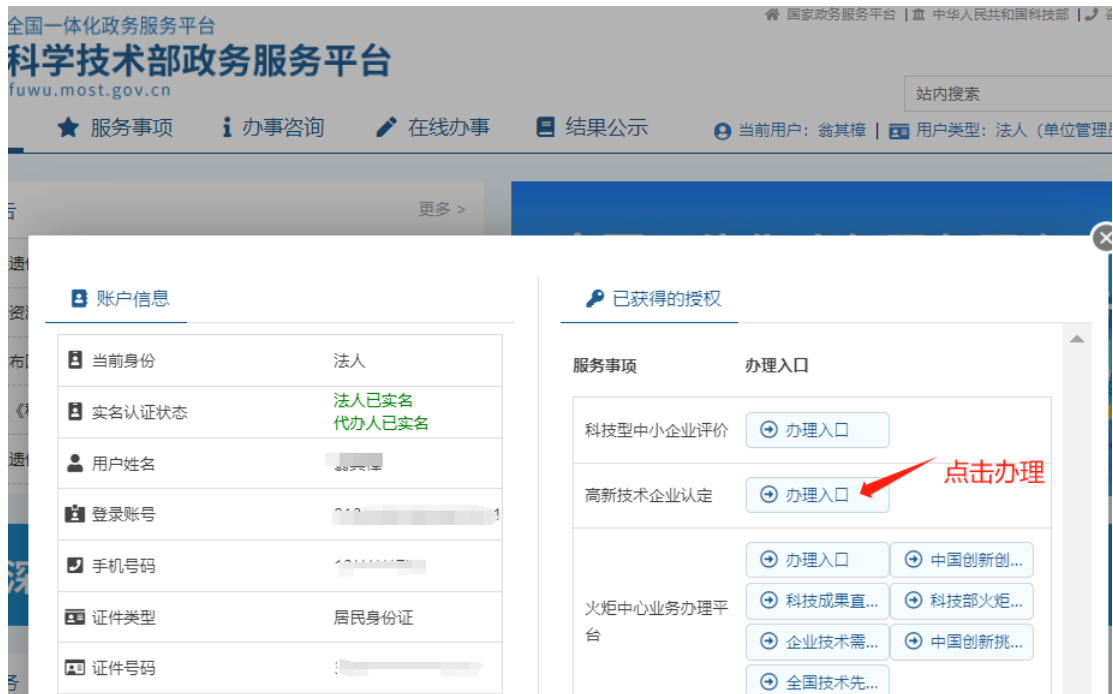 国家政务服务平台 | 中华人民共和国科技部 |
全国一体化政务服务平台
科学技术部政务服务平台
fuwu.most.gov.cn
站内搜索
服务事项 办事咨询 在线办事 结果公示
当前用户：翁其樟 | 用户类型：法人（单位管理员
告
更多 >
遗
资
布
《
遗
账户信息
已获得的授权
当前身份 法人
服务事项 办理入口
实名认证状态 法人已实名
代办人已实名
科技型中小企业评价 办理入口
用户姓名
点击办理
高新技术企业认定 办理入口
登录账号
手机号码
火炬中心业务办理平
台
办理入口 中国创新创...
科技成果直... 科技部火炬...
企业技术需... 中国创新挑...
全国技术先...
证件类型 居民身份证
证件号码
深
务